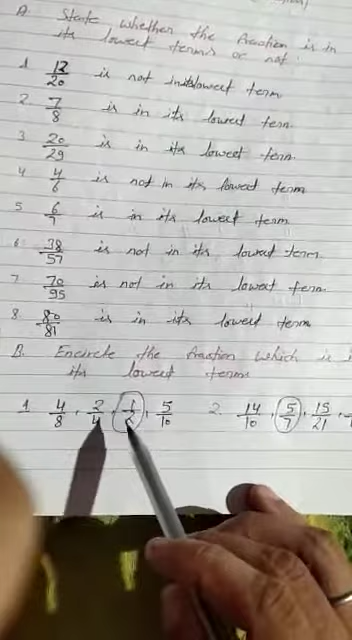 A. State whether the fraction is in
its lowest terms or not.
1. 12/20 is not in its lowest term
2. 7/8 is in its lowest term.
3. 20/29 is in its lowest term
4. 4/6 is not in its lowest term
5. 6/7 is in its lowest term
6. 38/57 is not in its lowest term.
7. 70/95 is not in its lowest term
8. 80/81 is in its lowest term
B. Encircle the fraction which is i
its lowest terms
1. 4/8, 2/4, 1/, 5/10 2. 14/10, 5/7, 15/21,